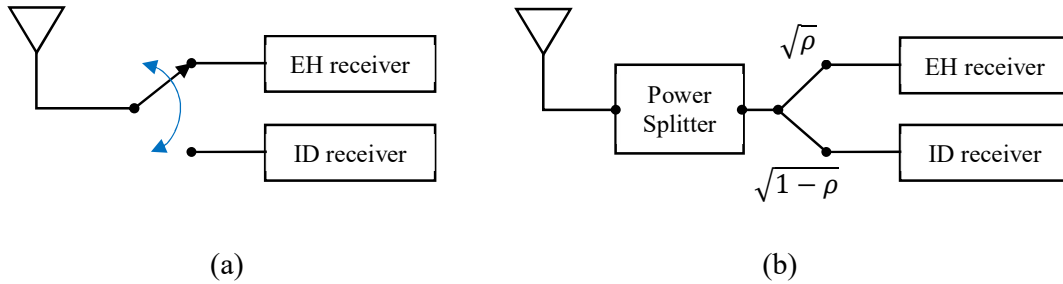 EH receiver
ID receiver
(a)
Power
Splitter
√ρ
√1 − ρ
EH receiver
ID receiver
(b)